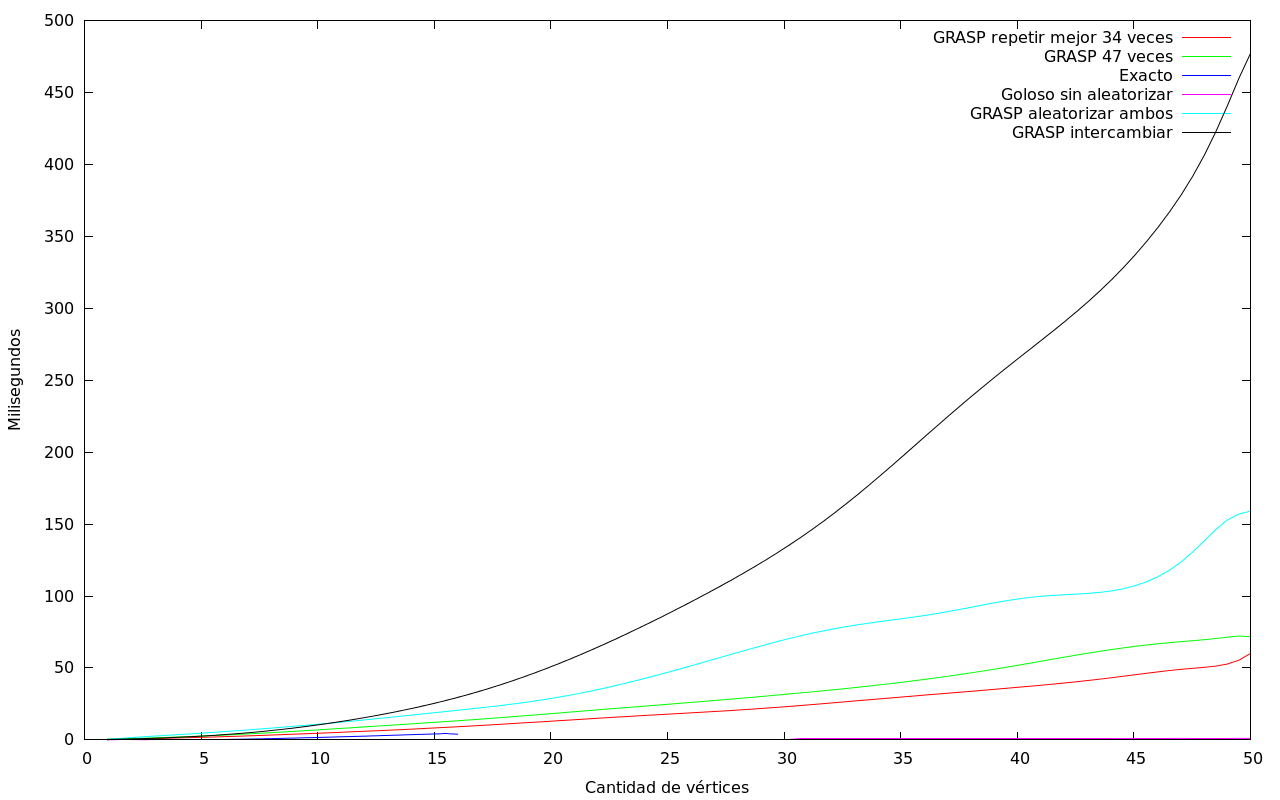 500
450
400
350
300
250
200
150
100
50
0
0 5 10 15 20 25 30 35 40 45 50
Milisegundos
Cantidad de vértices
GRASP repetir mejor 34 veces
GRASP 47 veces
Exacto
Goloso sin aleatorizar
GRASP aleatorizar ambos
GRASP intercambiar